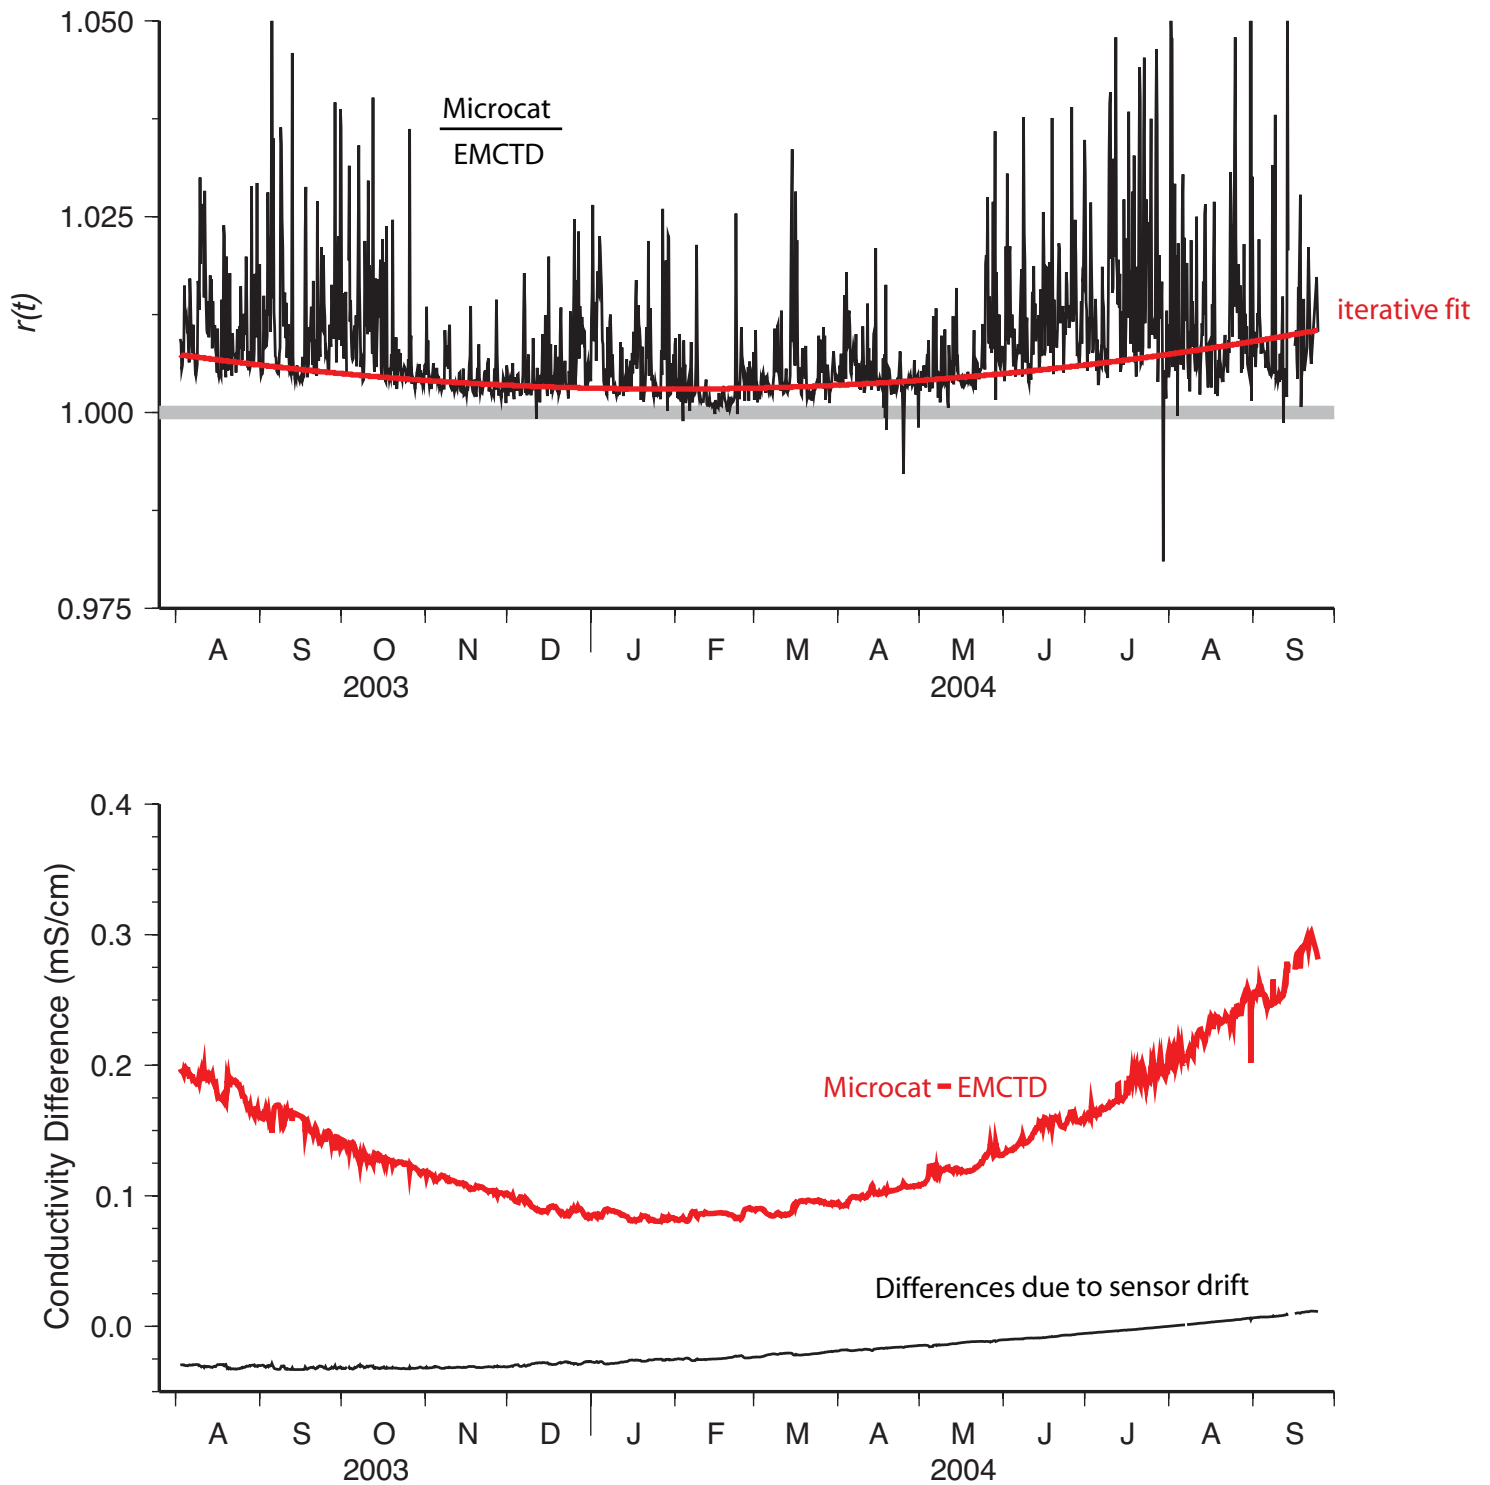 1.050
1.025
1.000
0.975
r(t)
Microcat
EMCTD
iterative fit
A S O N D J F M A M J J A S
2003 2004
0.4
0.3
0.2
0.1
0.0
Conductivity Difference (mS/cm)
Microcat - EMCTD
Differences due to sensor drift
A S O N D J F M A M J J A S
2003 2004